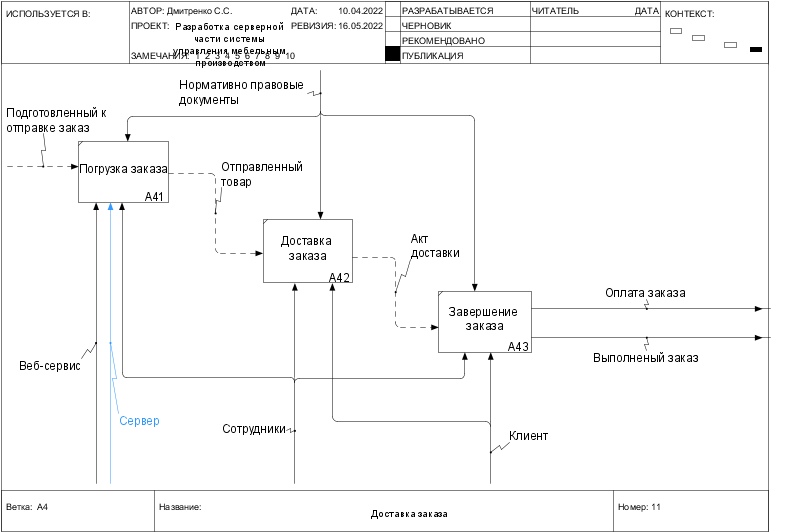 ИСПОЛЬЗУЕТСЯ В:
АВТОР: Дмитренко С.С.
ДАТА: 10.04.2022
ПРОЕКТ: Разработка серверной
части системы
управления мебельным
производством
РЕВИЗИЯ: 16.05.2022
ЗАМЕЧАНИЯ: 1 2 3 4 5 6 7 8 9 10
РАЗРАБАТЫВАЕТСЯ
ЧЕРНОВИК
РЕКОМЕНДОВАНО
ПУБЛИКАЦИЯ
ЧИТАТЕЛЬ
ДАТА
КОНТЕКСТ:
Нормативно правовые
документы
Подготовленный к
отправке заказ
Погрузка заказа
A41
Отправленный
товар
Доставка
заказа
A42
Акт
доставки
Завершение
заказа
A43
Оплата заказа
Выполненый заказ
Веб-сервис
Сервер
Сотрудники
Клиент
Ветка: A4
Название:
Доставка заказа
Номер: 11